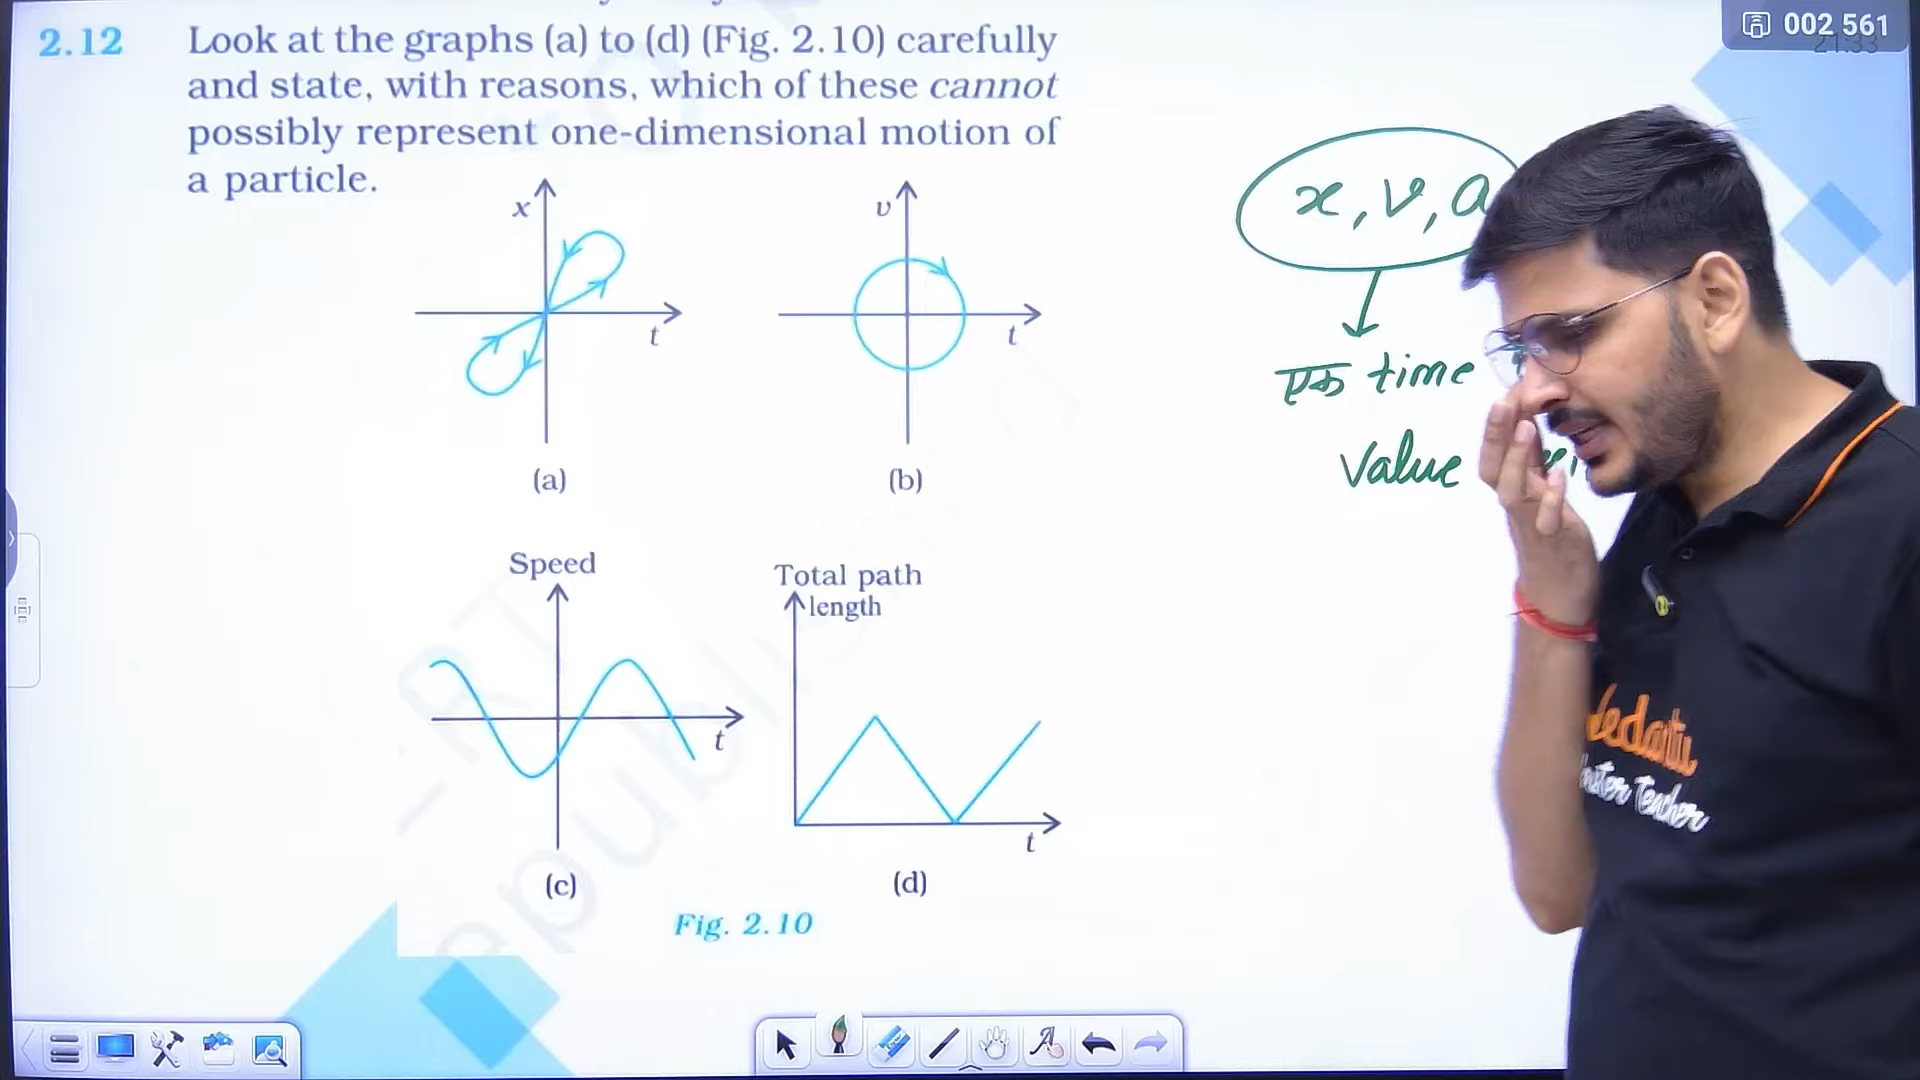 002 561
2.12 Look at the graphs (a) to (d) (Fig. 2.10) carefully
and state, with reasons, which of these cannot
possibly represent one-dimensional motion of
a particle.
x
t
(a)
v
t
(b)
Speed
t
(c)
Total path
length
t
(d)
Fig. 2.10
x, v, a
एक time
Value
Vedantu
Master Teacher